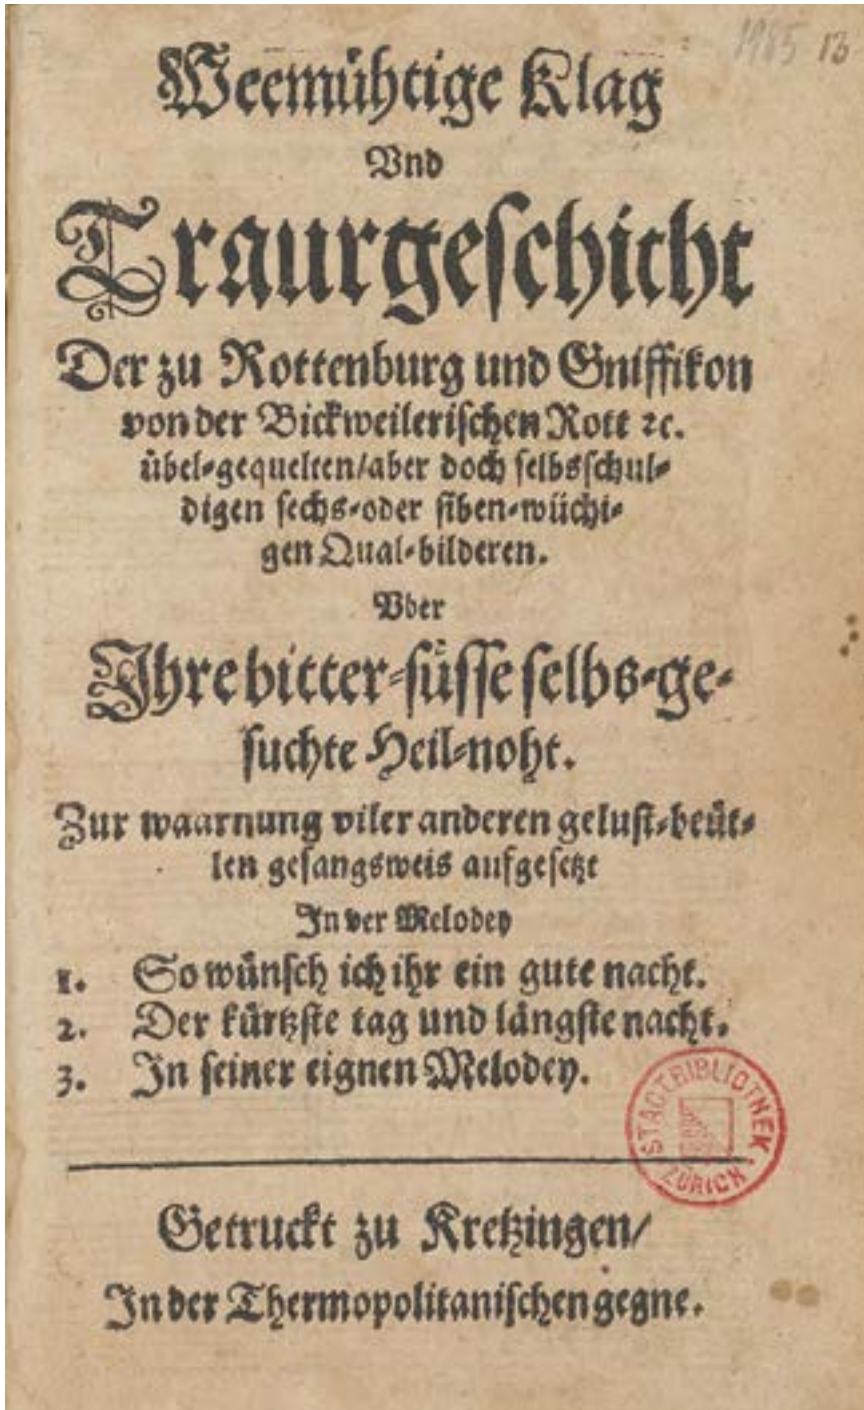 1985 13
Weemühtige Klag
Vnd
Traurgeschicht
Der zu Rottenburg und Gniffikon
von der Bickweilerischen Rott ꝛc.
übel-gequelten/aber doch selbsschul-
digen sechs-oder siben-wüchi-
gen Qual-bilderen.
Vber
Ihre bitter-süsse selbs-ge-
suchte Heil-noht.
Zur waarnung viler anderen gelust-beüt-
len gesangsweis aufgesetzt
In der Melodey
1. So wünsch ich ihr ein gute nacht.
2. Der kürtzste tag und längste nacht.
3. In seiner eignen Melodey.
STADTBIBLIOTHEK ZÜRICH
Getruckt zu Kretzingen/
In der Thermopolitanischen gegne.